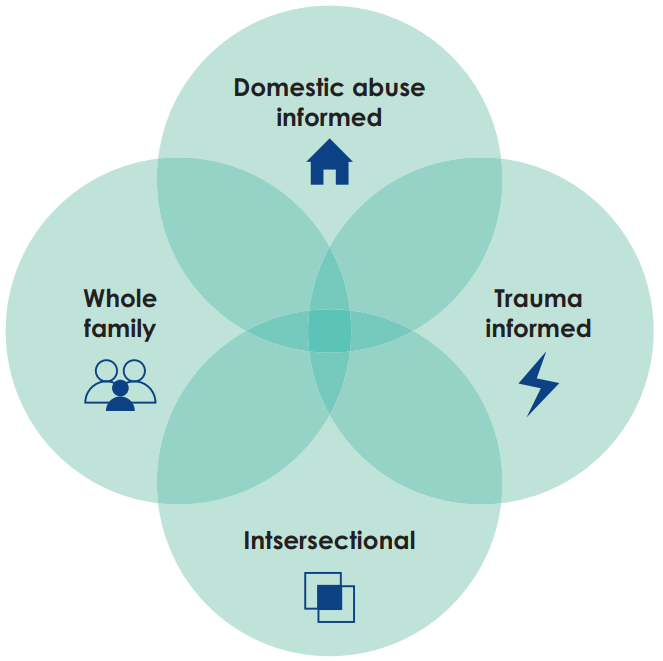 Domestic abuse
informed
Whole
family
Trauma
informed
Intsersectional